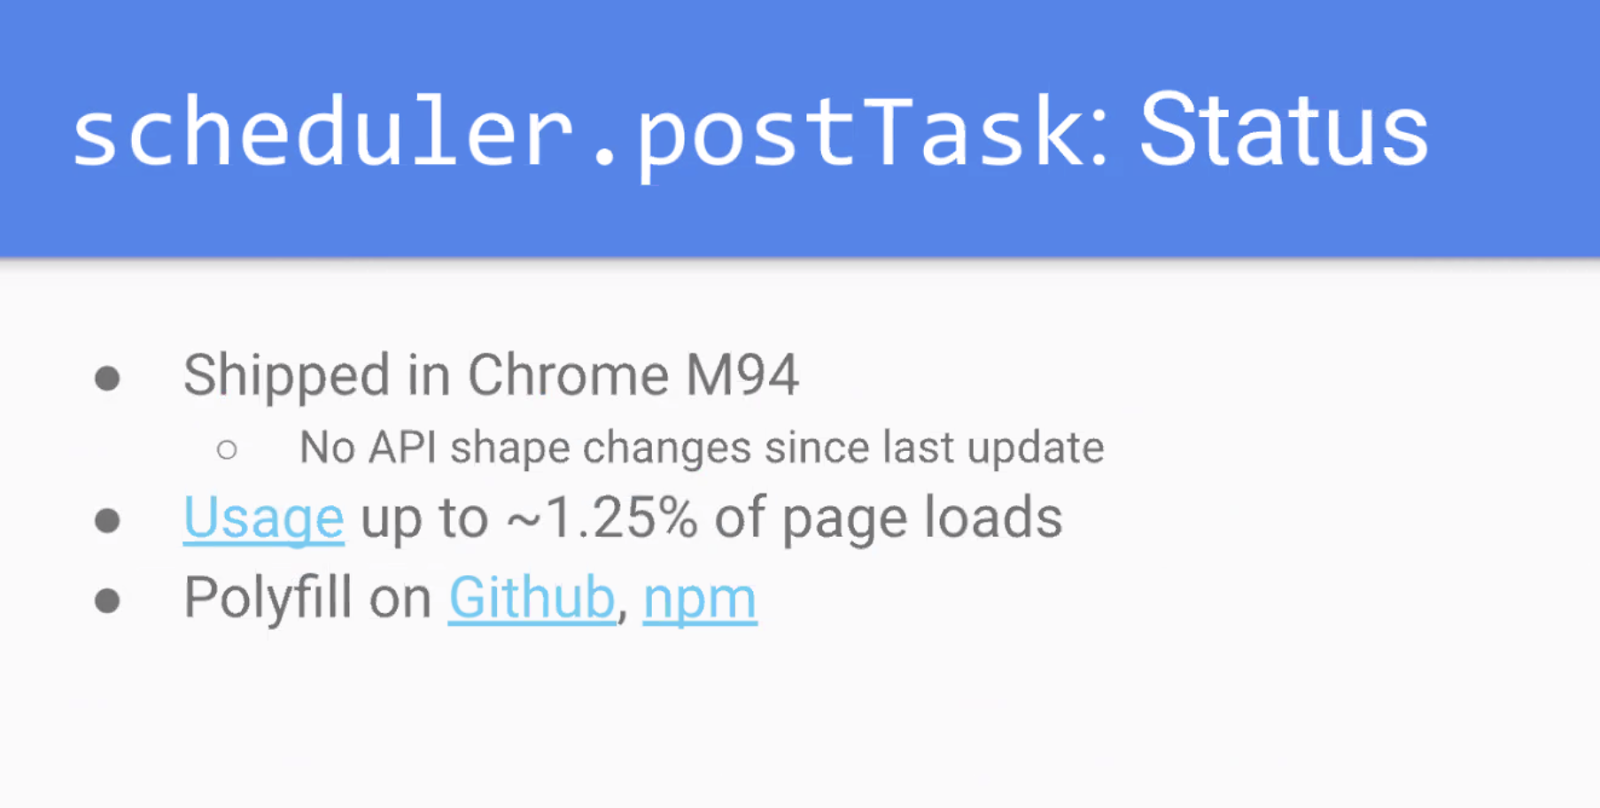 scheduler.postTask: Status
● Shipped in Chrome M94
○ No API shape changes since last update
● Usage up to ~1.25% of page loads
● Polyfill on Github, npm